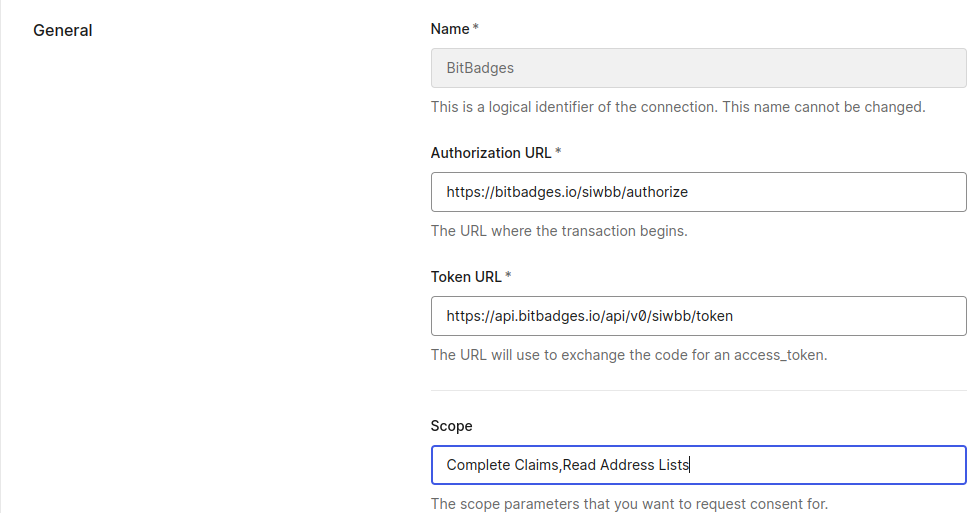 General
Name *
BitBadges
This is a logical identifier of the connection. This name cannot be changed.
Authorization URL *
https://bitbadges.io/siwbb/authorize
The URL where the transaction begins.
Token URL *
https://api.bitbadges.io/api/v0/siwbb/token
The URL will use to exchange the code for an access_token.
Scope
Complete Claims,Read Address Lists
The scope parameters that you want to request consent for.